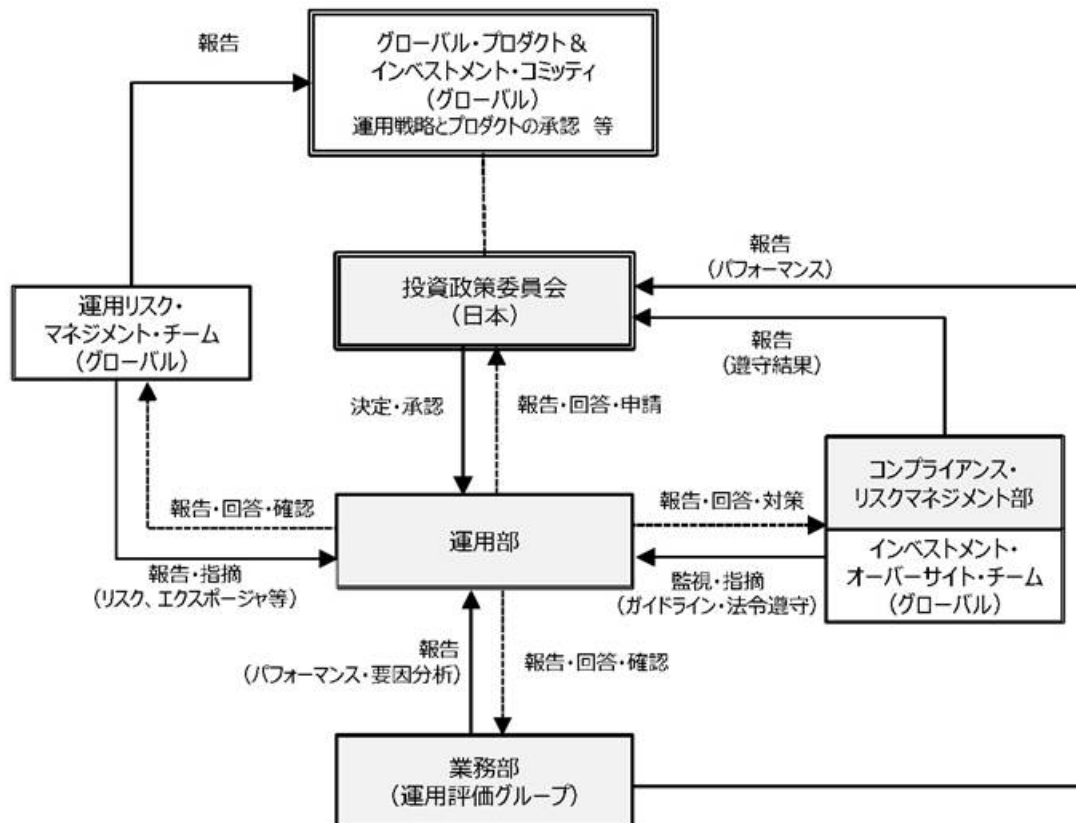 報告
グローバル・プロダクト &
インベストメント・コミッティ
(グローバル)
運用戦略とプロダクトの承認 等
報告
(パフォーマンス)
投資政策委員会
(日本)
運用リスク・
マネジメント・チーム
(グローバル)
報告
(遵守結果)
決定・承認
報告・回答・申請
コンプライアンス・
リスクマネジメント部
報告・回答・確認
運用部
報告・回答・対策
インベストメント・
オーバーサイト・チーム
(グローバル)
報告・指摘
(リスク、エクスポージャ等)
監視・指摘
(ガイドライン・法令遵守)
報告
(パフォーマンス・要因分析)
報告・回答・確認
業務部
(運用評価グループ)